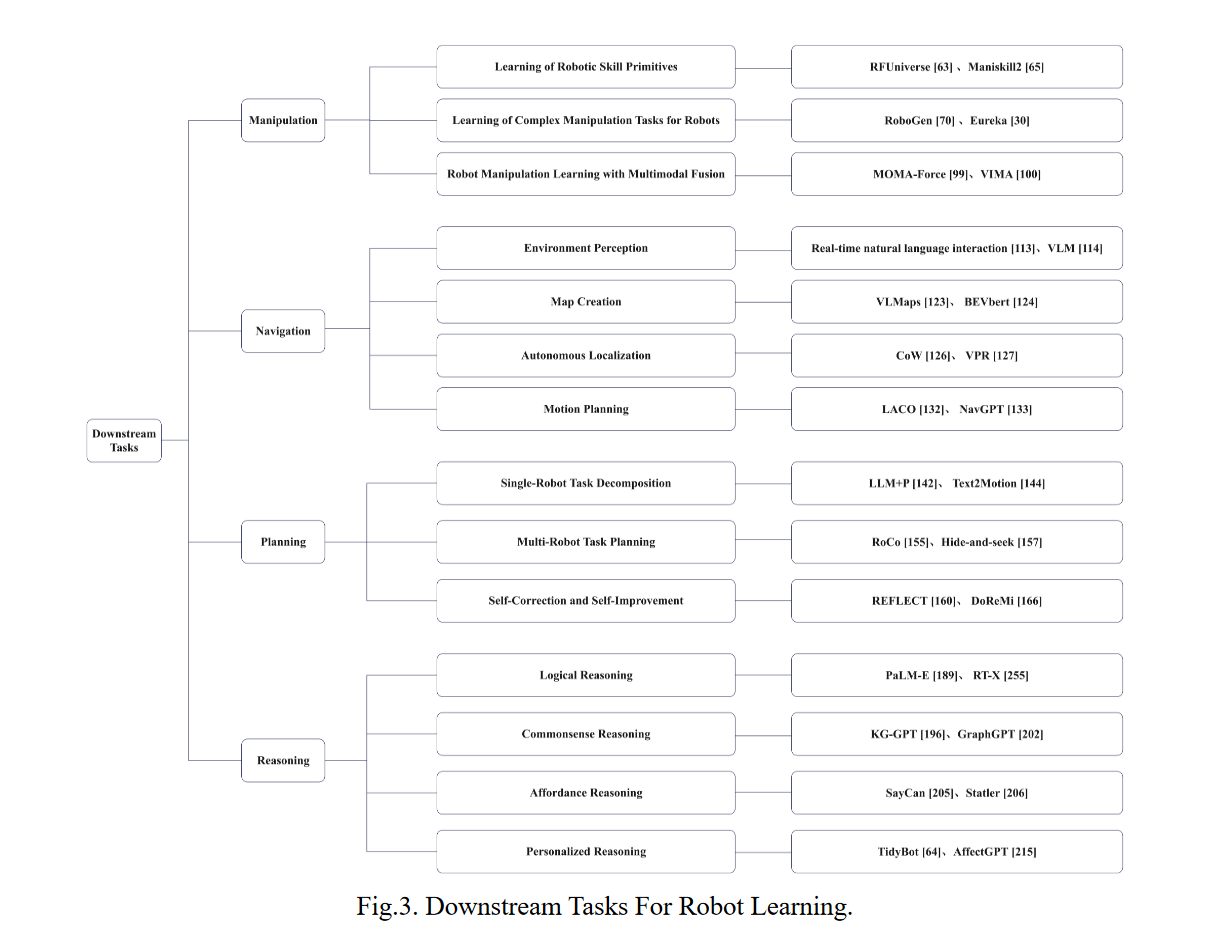 Learning of Robotic Skill Primitives
RFUniverse [63] 、 Maniskill2 [65]
Manipulation
Learning of Complex Manipulation Tasks for Robots
RoboGen [70] 、 Eureka [30]
Robot Manipulation Learning with Multimodal Fusion
MOMA-Force [99]、 VIMA [100]
Environment Perception
Real-time natural language interaction [113]、 VLM [114]
Map Creation
VLMaps [123]、 BEVbert [124]
Navigation
Autonomous Localization
CoW [126]、 VPR [127]
Motion Planning
LACO [132]、 NavGPT [133]
Downstream
Tasks
Single-Robot Task Decomposition
LLM+P [142]、 Text2Motion [144]
Planning
Multi-Robot Task Planning
RoCo [155]、Hide-and-seek [157]
Self-Correction and Self-Improvement
REFLECT [160]、 DoReMi [166]
Logical Reasoning
PaLM-E [189]、 RT-X [255]
Commonsense Reasoning
KG-GPT [196]、GraphGPT [202]
Reasoning
Affordance Reasoning
SayCan [205]、Statler [206]
Personalized Reasoning
TidyBot [64]、AffectGPT [215]
Fig.3. Downstream Tasks For Robot Learning.